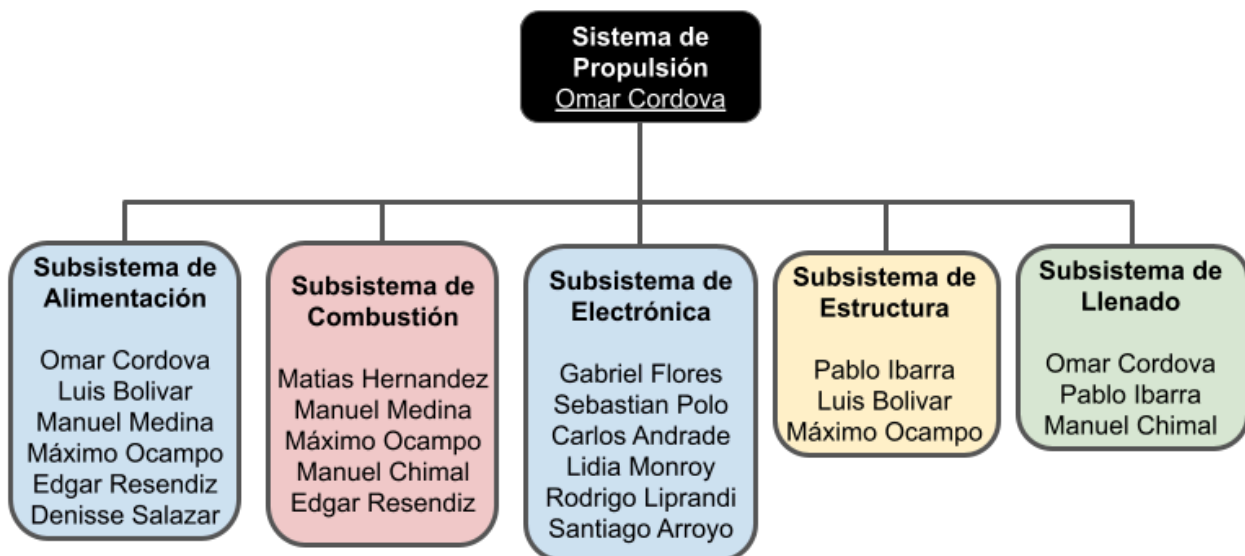 Sistema de
Propulsión
Omar Cordova
Subsistema de
Alimentación
Omar Cordova
Luis Bolivar
Manuel Medina
Máximo Ocampo
Edgar Resendiz
Denisse Salazar
Subsistema de
Combustión
Matias Hernandez
Manuel Medina
Máximo Ocampo
Manuel Chimal
Edgar Resendiz
Subsistema de
Electrónica
Gabriel Flores
Sebastian Polo
Carlos Andrade
Lidia Monroy
Rodrigo Liprandi
Santiago Arroyo
Subsistema de
Estructura
Pablo Ibarra
Luis Bolivar
Máximo Ocampo
Subsistema de
Llenado
Omar Cordova
Pablo Ibarra
Manuel Chimal